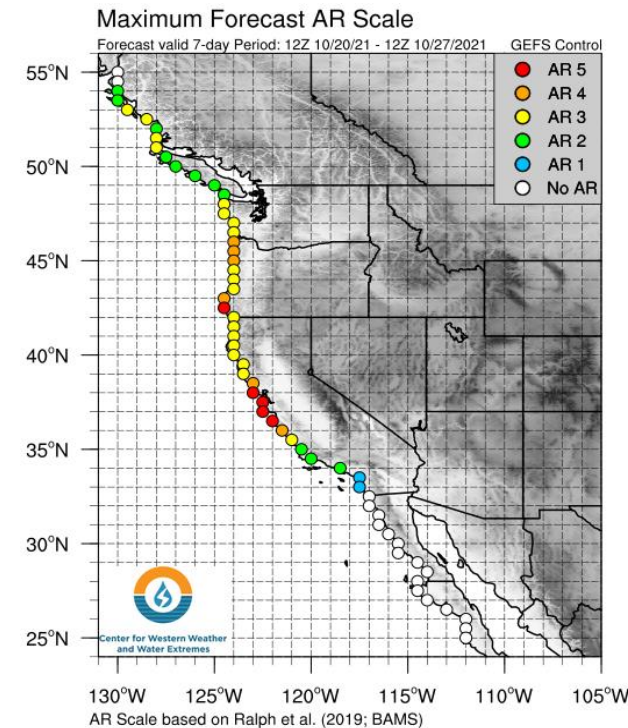 Maximum Forecast AR Scale
Forecast valid 7-day Period: 12Z 10/20/21 - 12Z 10/27/2021 GEFS Control
55°N
50°N
45°N
40°N
35°N
30°N
25°N
AR 5
AR 4
AR 3
AR 2
AR 1
No AR
Center for Western Weather
and Water Extremes
130°W 125°W 120°W 115°W 110°W 105°W
AR Scale based on Ralph et al. (2019; BAMS)